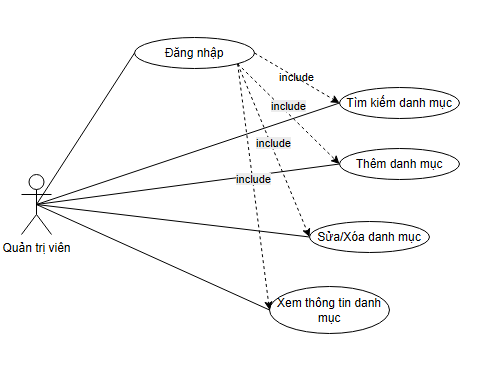 Đăng nhập
include
Tìm kiếm danh mục
include
include
Thêm danh mục
include
Quản trị viên
Sửa/Xóa danh mục
Xem thông tin danh
mục